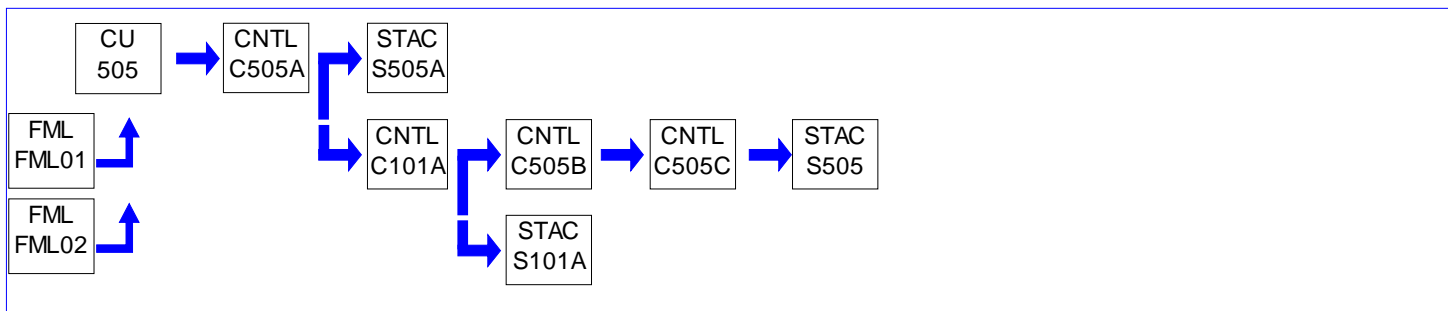 CU
505
CNTL
C505A
STAC
S505A
FML
FML01
CNTL
C101A
CNTL
C505B
CNTL
C505C
STAC
S505
FML
FML02
STAC
S101A